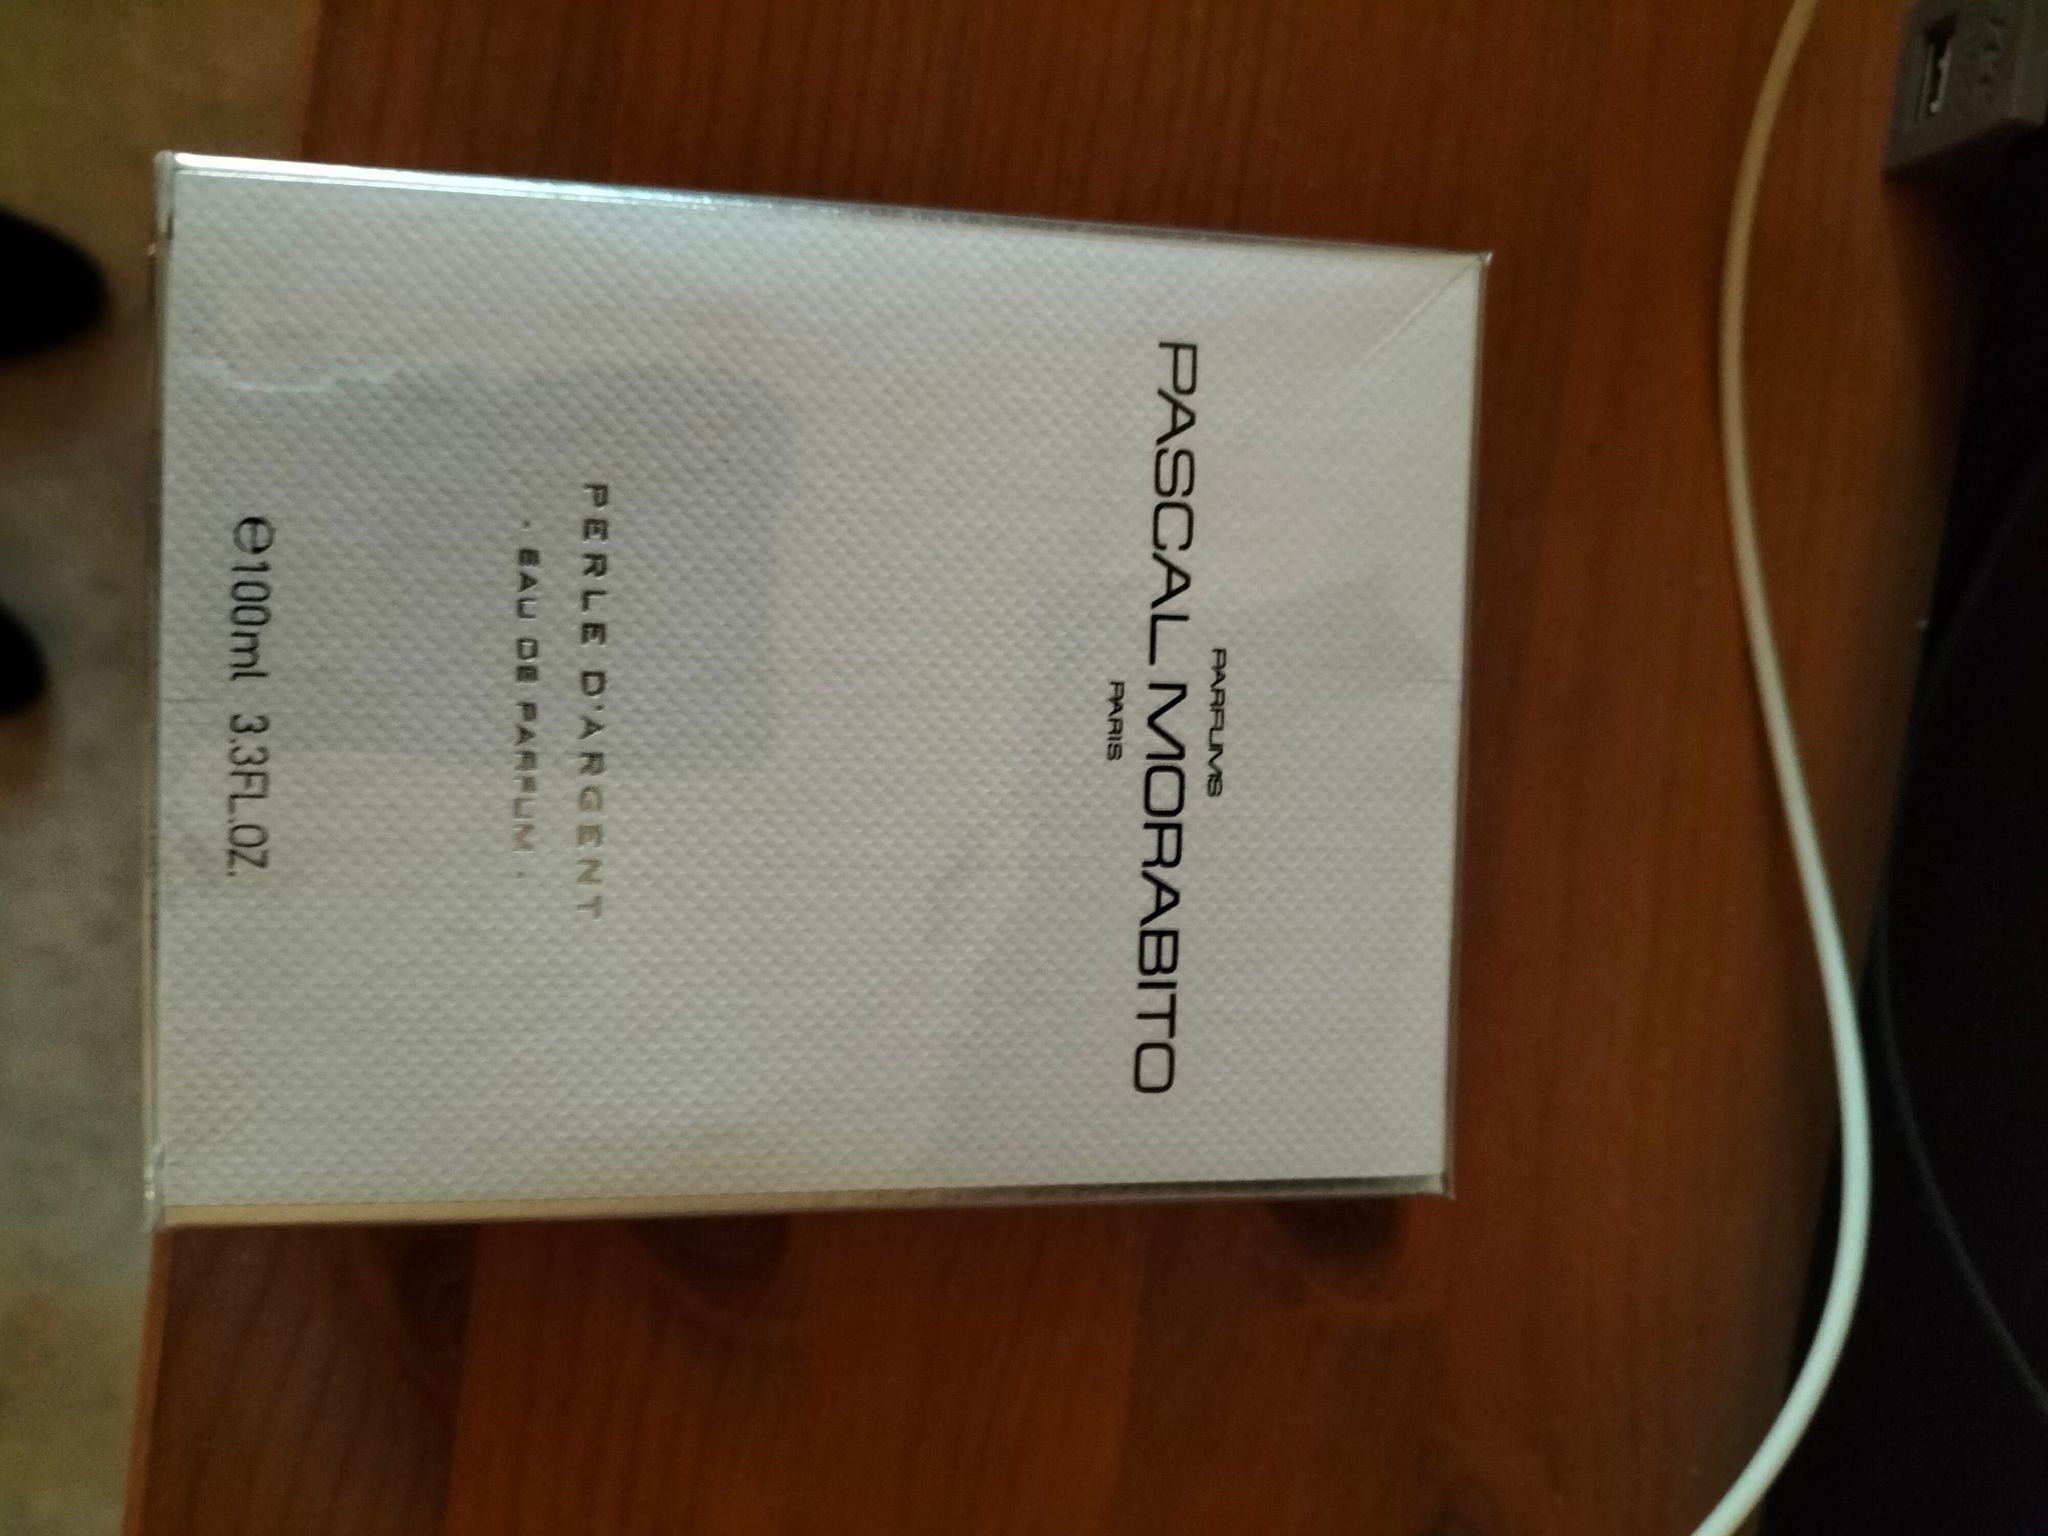 PARFUMS
PASCAL MORABITO
PARIS
PERLE D'ARGENT
· EAU DE PARFUM ·
℮100ml 3.3FL.OZ.